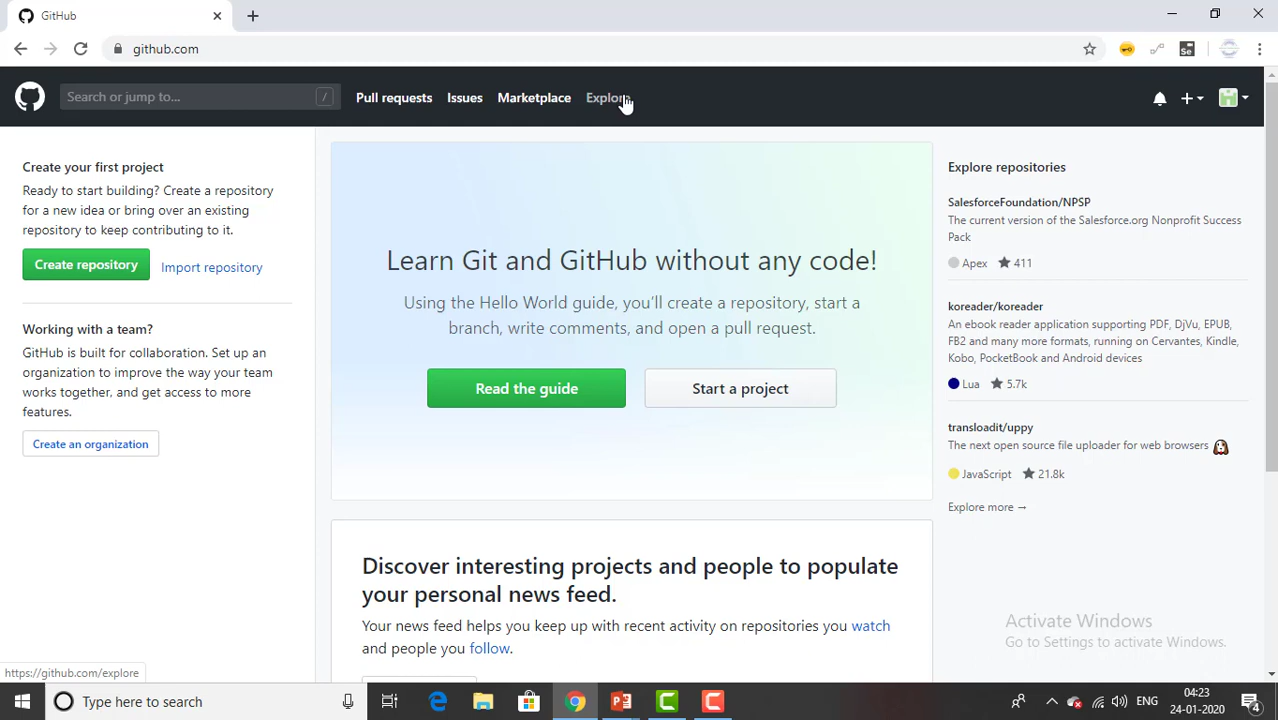 GitHub
github.com
Search or jump to... /
Pull requests Issues Marketplace Explore
Create your first project
Ready to start building? Create a repository
for a new idea or bring over an existing
repository to keep contributing to it.
Create repository Import repository
Working with a team?
GitHub is built for collaboration. Set up an
organization to improve the way your team
works together, and get access to more
features.
Create an organization
Learn Git and GitHub without any code!
Using the Hello World guide, you'll create a repository, start a
branch, write comments, and open a pull request.
Read the guide Start a project
Discover interesting projects and people to populate
your personal news feed.
Your news feed helps you keep up with recent activity on repositories you watch
and people you follow.
Explore repositories
SalesforceFoundation/NPSP
The current version of the Salesforce.org Nonprofit Success
Pack
Apex 411
koreader/koreader
An ebook reader application supporting PDF, DjVu, EPUB,
FB2 and many more formats, running on Cervantes, Kindle,
Kobo, PocketBook and Android devices
Lua 5.7k
transloadit/uppy
The next open source file uploader for web browsers
JavaScript 21.8k
Explore more →
Activate Windows
Go to Settings to activate Windows.
https://github.com/explore
Type here to search
ENG
04:23
24-01-2020
4